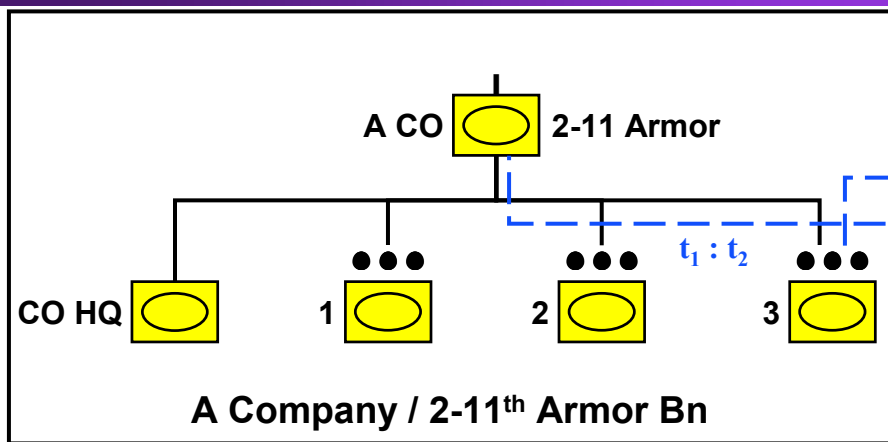 A CO 2-11 Armor
t₁ : t₂
CO HQ 1 2 3
A Company / 2-11ᵗʰ Armor Bn